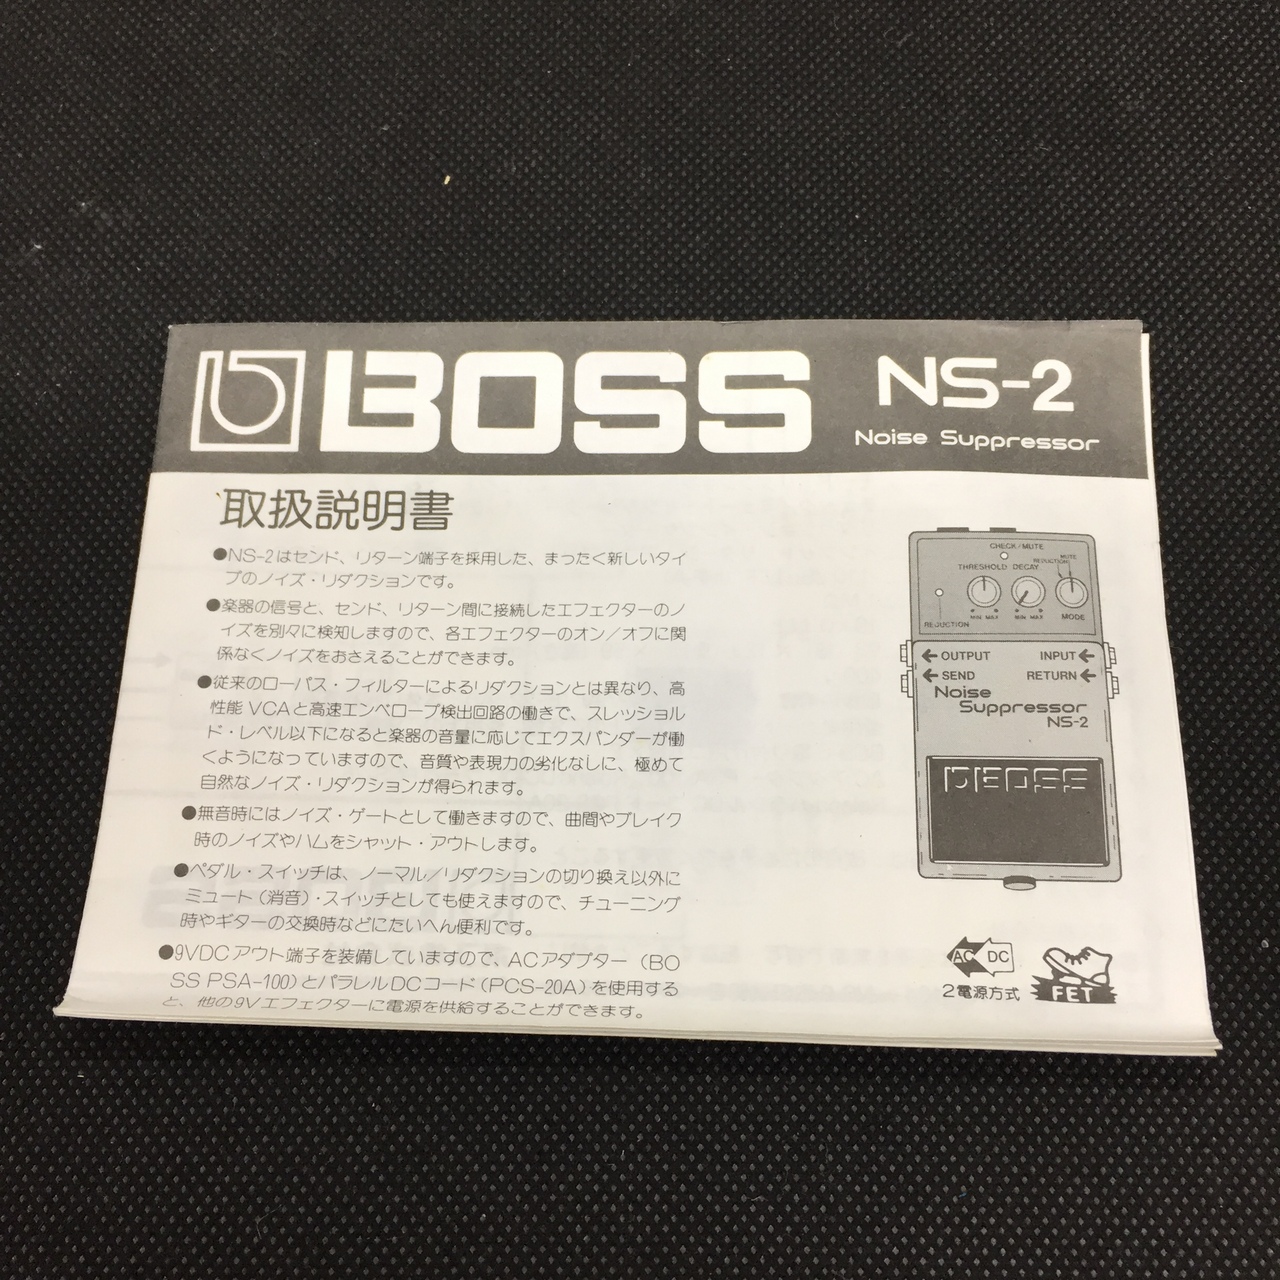 BOSS NS-2
Noise Suppressor
取扱説明書
●NS-2はセンド、リターン端子を採用した、まったく新しいタイ
プのノイズ・リダクションです。
●楽器の信号と、センド、リターン間に接続したエフェクターのノ
イズを別々に検知しますので、各エフェクターのオン／オフに関
係なくノイズをおさえることができます。
●従来のローパス・フィルターによるリダクションとは異なり、高
性能VCAと高速エンベロープ検出回路の働きで、スレッショル
ド・レベル以下になると楽器の音量に応じてエクスパンダーが働
くようになっていますので、音質や表現力の劣化なしに、極めて
自然なノイズ・リダクションが得られます。
●無音時にはノイズ・ゲートとして働きますので、曲間やブレイク
時のノイズやハムをシャット・アウトします。
●ペダル・スイッチは、ノーマル／リダクションの切り換え以外に
ミュート（消音）・スイッチとしても使えますので、チューニング
時やギターの交換時などにたいへん便利です。
●9VDCアウト端子を装備していますので、ACアダプター（BO
SS PSA-100）とパラレルDCコード（PCS-20A）を使用する
と、他の9Vエフェクターに電源を供給することができます。
CHECK/MUTE
THRESHOLD DECAY
REDUCTION
MUTE
MIN MAX MIN MAX
MODE
REDUCTION
OUTPUT INPUT
SEND RETURN
Noise
Suppressor
NS-2
BOSS
AC DC
2電源方式
FET